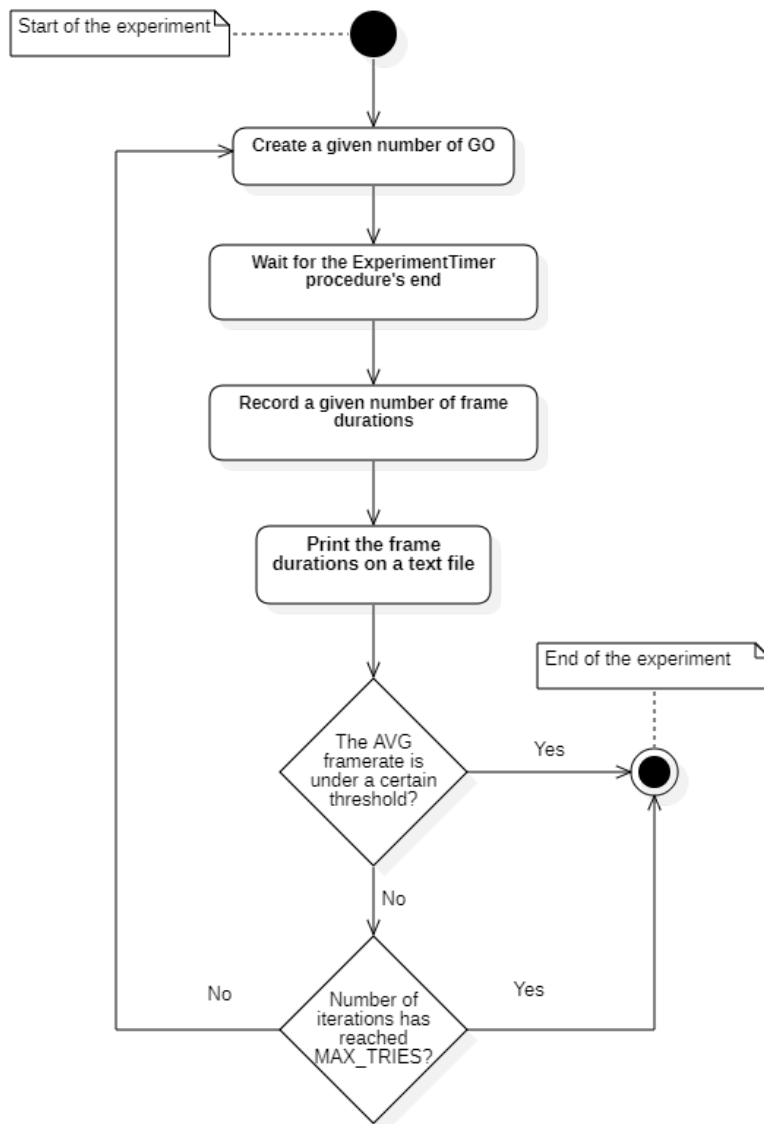 Start of the experiment
Create a given number of GO
Wait for the ExperimentTimer
procedure's end
Record a given number of frame
durations
Print the frame
durations on a text file
End of the experiment
The AVG
framerate is
under a certain
threshold?
Yes
No
Number of
iterations has
reached
MAX_TRIES?
No
Yes